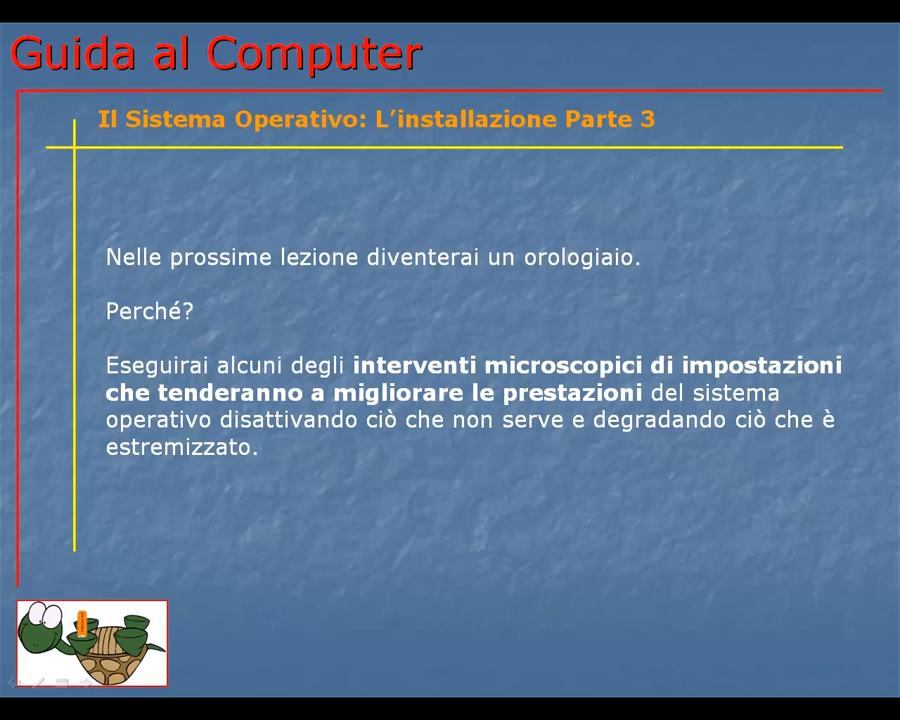 Guida al Computer
Il Sistema Operativo: L’installazione Parte 3
Nelle prossime lezione diventerai un orologiaio.
Perché?
Eseguirai alcuni degli interventi microscopici di impostazioni
che tenderanno a migliorare le prestazioni del sistema
operativo disattivando ciò che non serve e degradando ciò che è
estremizzato.